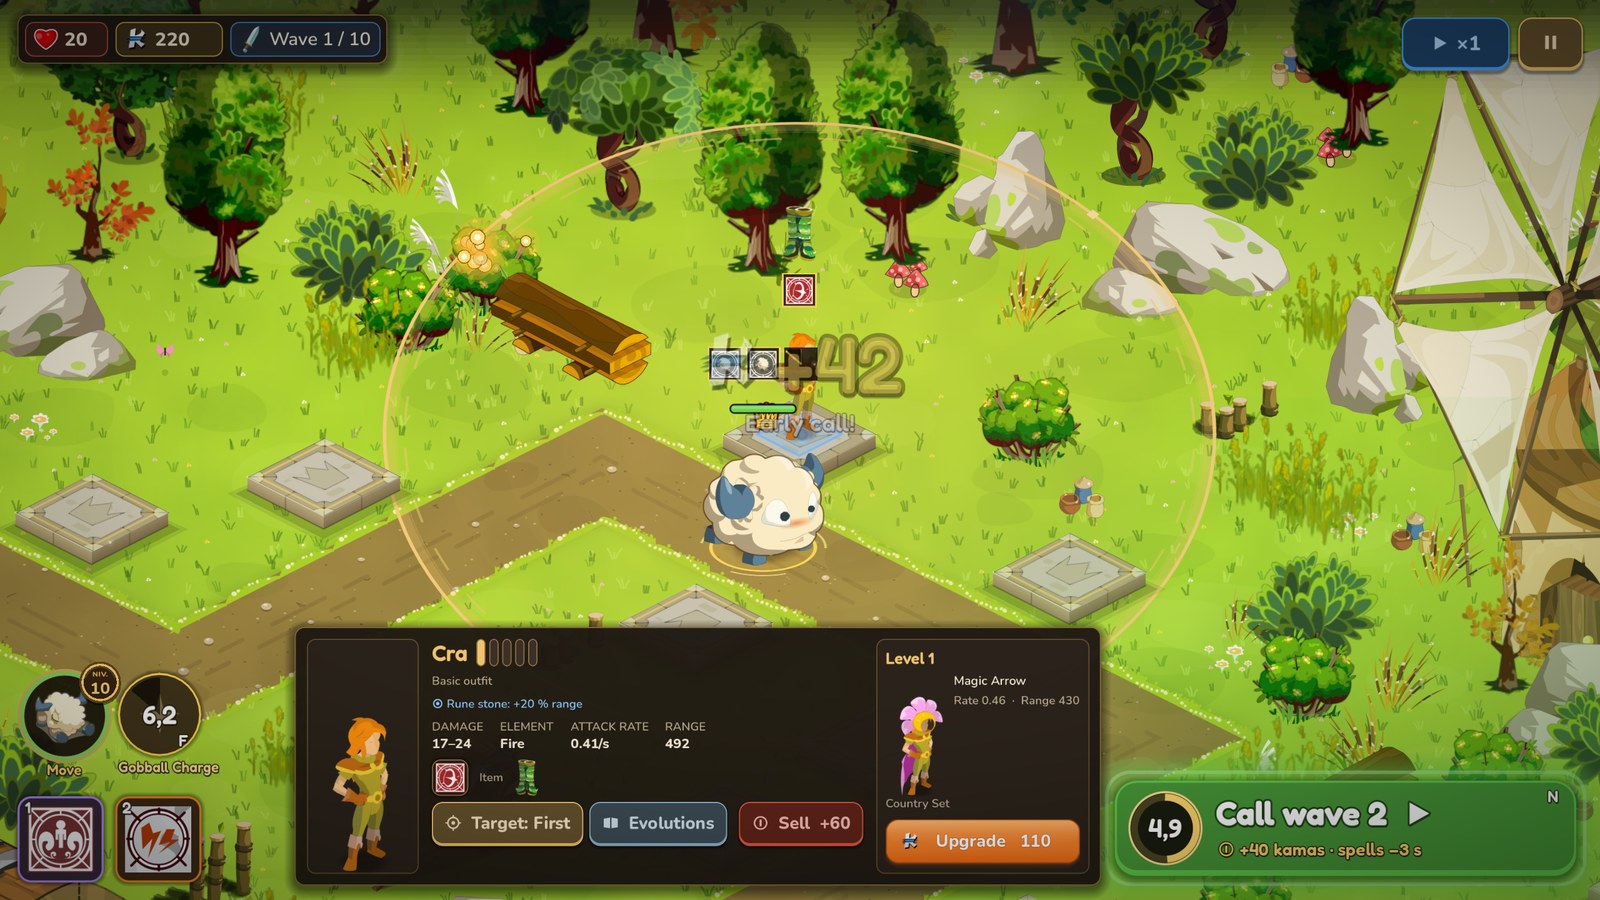 20
220
Wave 1 / 10
×1
+42
Early call!
NIV.
10
6,2
F
Move
Gobball Charge
1
2
Cra
Basic outfit
Rune stone: +20 % range
DAMAGE ELEMENT ATTACK RATE RANGE
17–24 Fire 0.41/s 492
Item
Target: First
Evolutions
Sell +60
Level 1
Magic Arrow
Rate 0.46 · Range 430
Country Set
Upgrade 110
4,9
Call wave 2
N
+40 kamas · spells –3 s